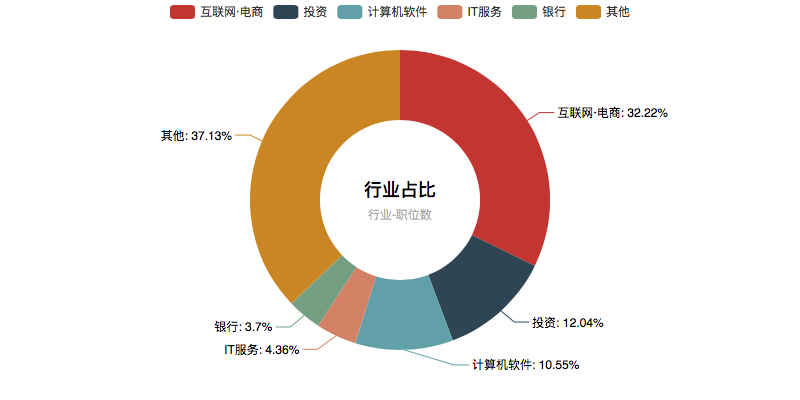 互联网·电商 投资 计算机软件 IT服务 银行 其他
互联网·电商: 32.22%
其他: 37.13%
行业占比
行业-职位数
投资: 12.04%
银行: 3.7%
IT服务: 4.36%
计算机软件: 10.55%